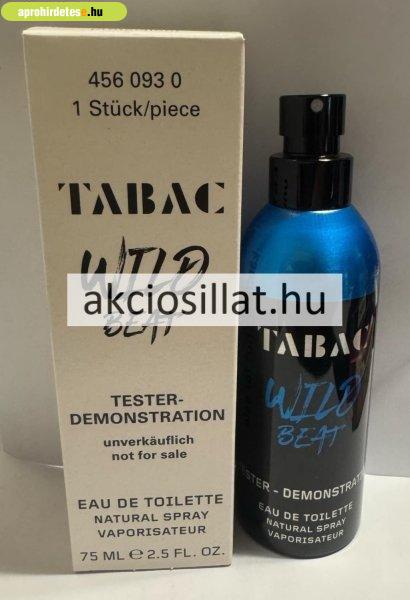 aprohirdetes.hu
456 093 0
1 Stück/piece
TABAC
WILD
BEAT
akciosillat.hu
TESTER-
DEMONSTRATION
unverkäuflich
not for sale
EAU DE TOILETTE
NATURAL SPRAY
VAPORISATEUR
75 ML ℮ 2.5 FL. OZ.
TABAC
WILD
BEAT
TESTER - DEMONSTRAT
EAU DE TOILETTE
NATURAL SPRAY
VAPORISATEUR